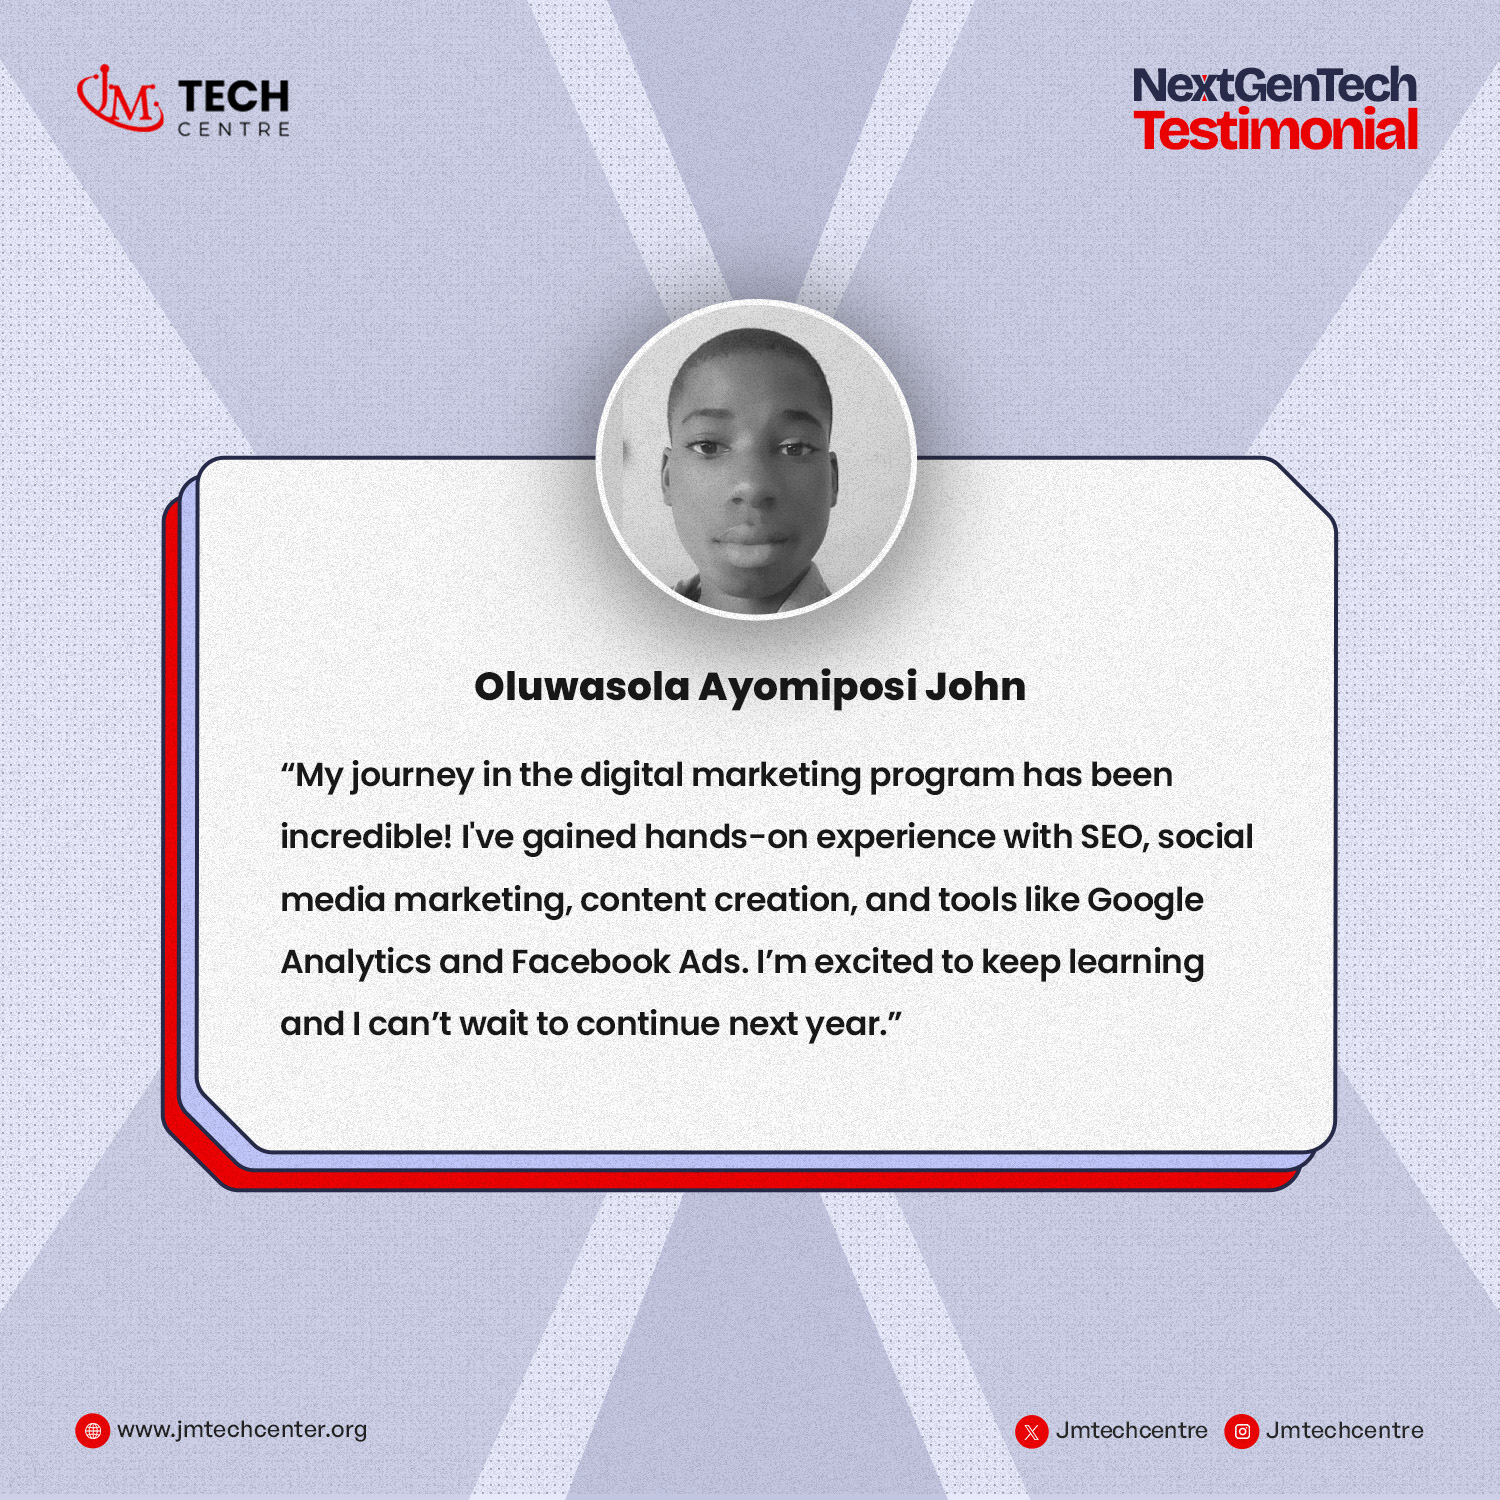 JM TECH
CENTRE
NextGenTech
Testimonial
Oluwasola Ayomiposi John
“My journey in the digital marketing program has been
incredible! I've gained hands-on experience with SEO, social
media marketing, content creation, and tools like Google
Analytics and Facebook Ads. I’m excited to keep learning
and I can’t wait to continue next year.”
www.jmtechcenter.org
Jmtechcentre
Jmtechcentre